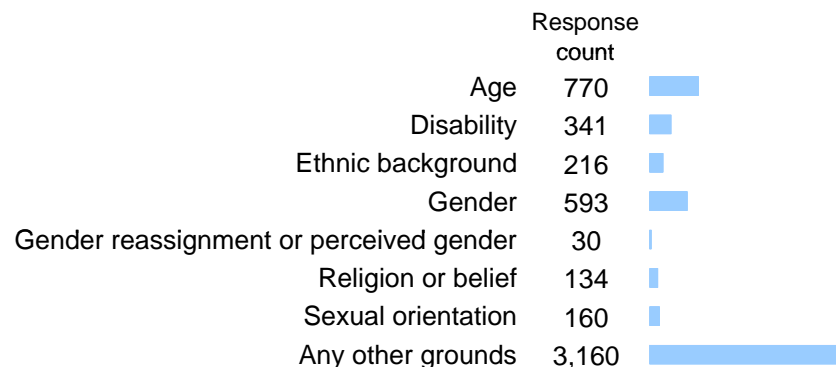 Response
count
Age 770
Disability 341
Ethnic background 216
Gender 593
Gender reassignment or perceived gender 30
Religion or belief 134
Sexual orientation 160
Any other grounds 3,160